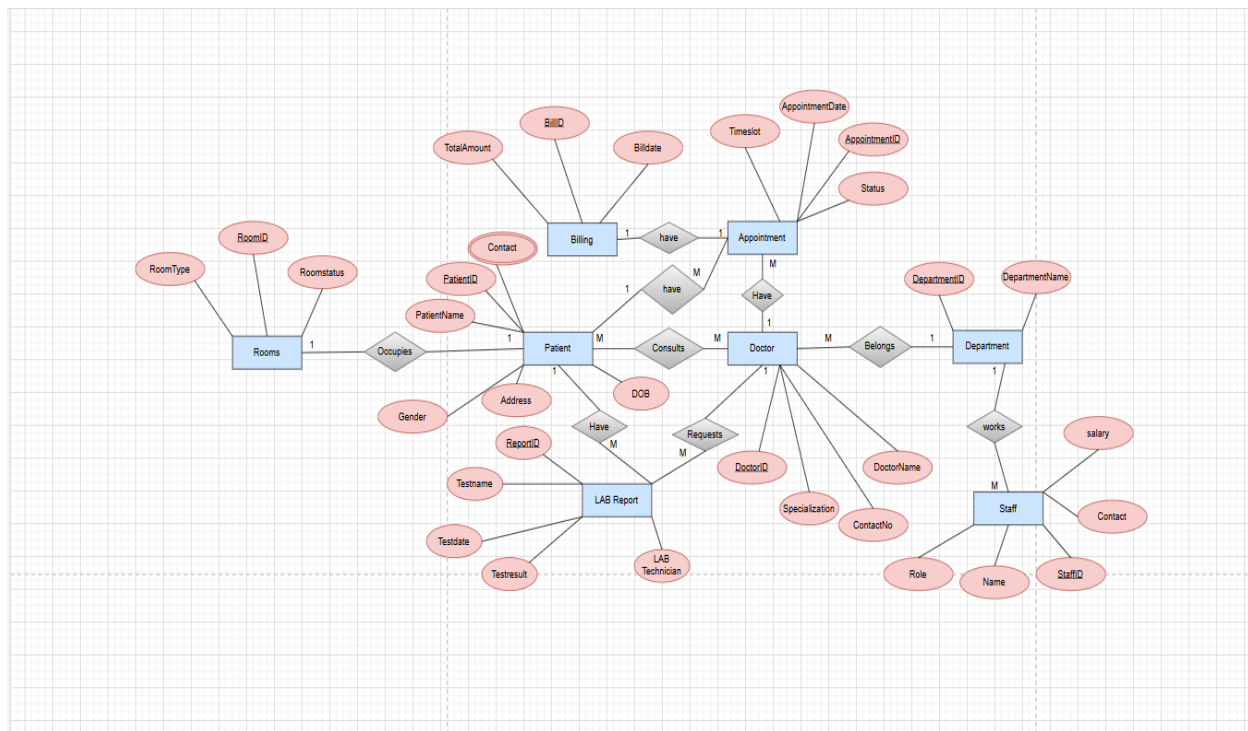 AppointmentDate
BillID
Timeslot
AppointmentID
TotalAmount
Billdate
Status
RoomID
Billing
1
have
1
Appointment
Contact
RoomType
Roomstatus
PatientID
M
DepartmentID
DepartmentName
1
have
Have
PatientName
1
Rooms
1
Occupies
1
Patient
M
Consults
M
Doctor
M
Belongs
1
Department
1
1
1
Gender
Address
DOB
Have
Requests
works
salary
ReportID
M
M
DoctorID
DoctorName
Testname
LAB Report
M
Specialization
Staff
Contact
ContactNo
Testdate
LAB
Technician
Testresult
Role
Name
StaffID
M